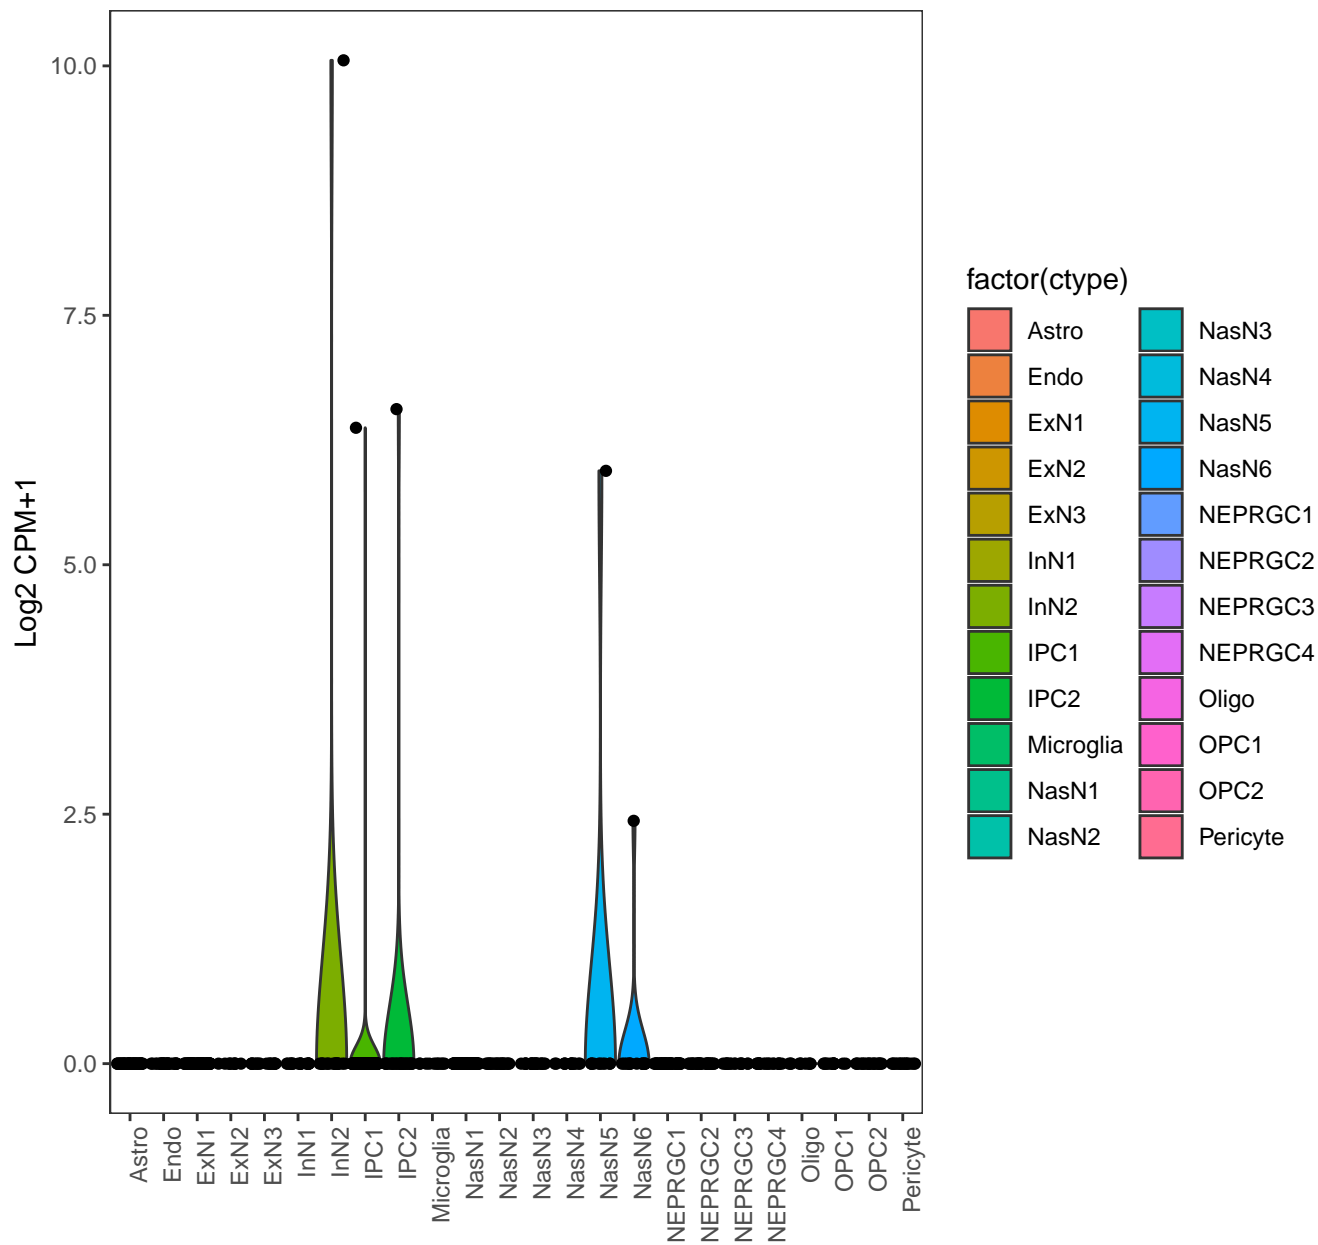 10.0
7.5
5.0
2.5
0.0
Log2 CPM+1
Astro
Endo
ExN1
ExN2
ExN3
InN1
InN2
IPC1
IPC2
Microglia
NasN1
NasN2
NasN3
NasN4
NasN5
NasN6
NEPRGC1
NEPRGC2
NEPRGC3
NEPRGC4
Oligo
OPC1
OPC2
Pericyte
factor(ctype)
Astro
Endo
ExN1
ExN2
ExN3
InN1
InN2
IPC1
IPC2
Microglia
NasN1
NasN2
NasN3
NasN4
NasN5
NasN6
NEPRGC1
NEPRGC2
NEPRGC3
NEPRGC4
Oligo
OPC1
OPC2
Pericyte